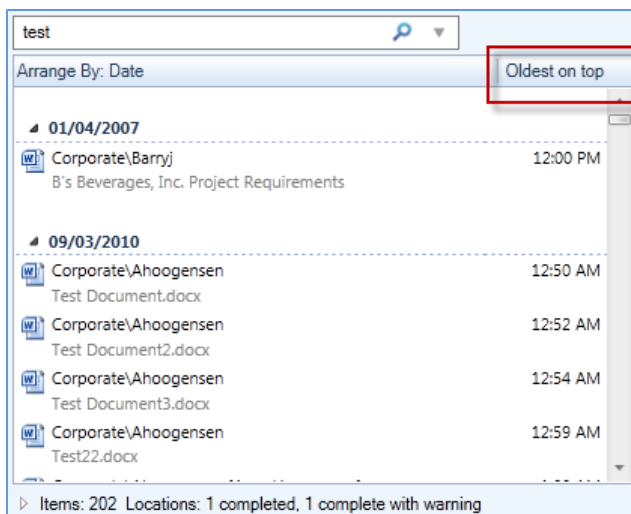 test
Arrange By: Date Oldest on top
01/04/2007
Corporate\Barryj 12:00 PM
B's Beverages, Inc. Project Requirements
09/03/2010
Corporate\Ahoogensen 12:50 AM
Test Document.docx
Corporate\Ahoogensen 12:52 AM
Test Document2.docx
Corporate\Ahoogensen 12:54 AM
Test Document3.docx
Corporate\Ahoogensen 12:59 AM
Test22.docx
Items: 202 Locations: 1 completed, 1 complete with warning